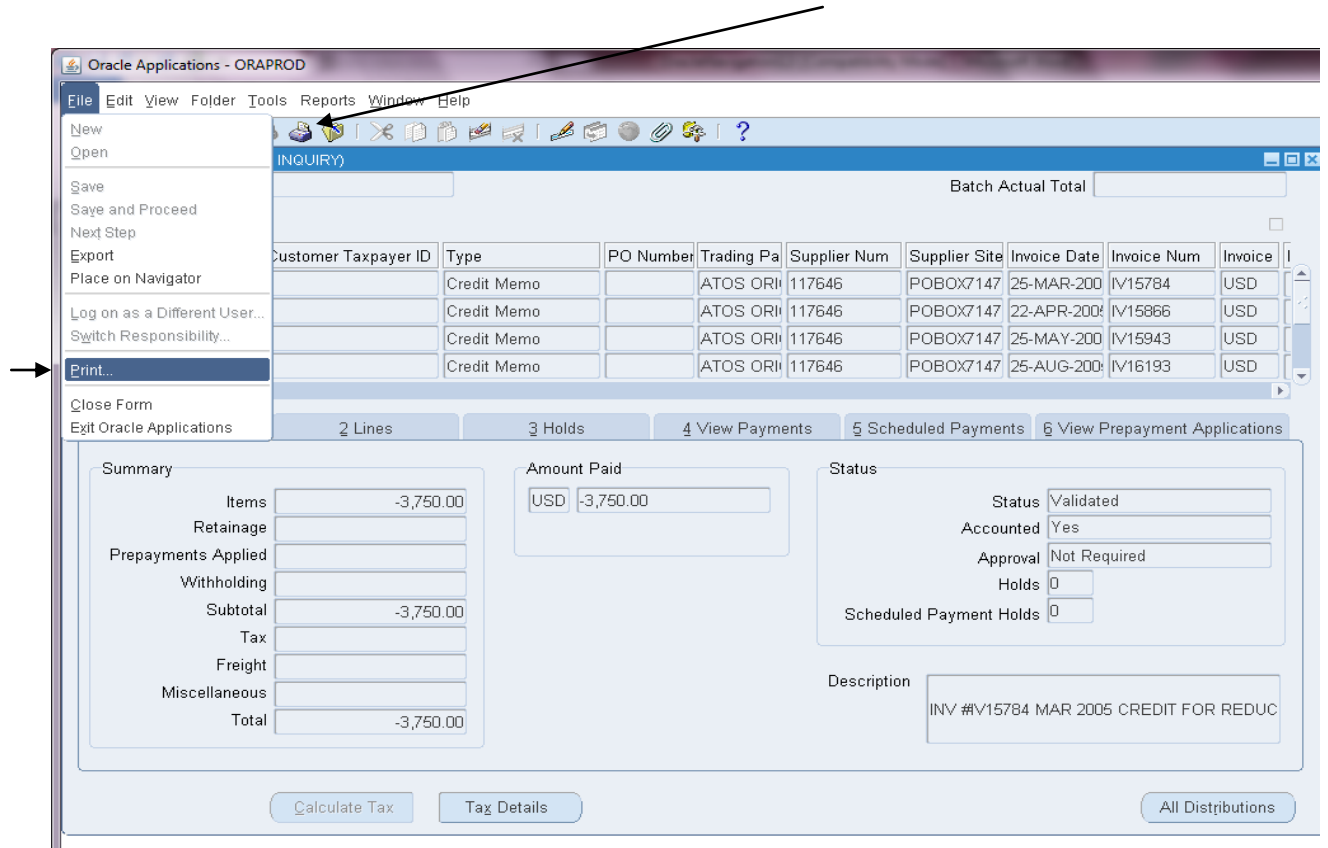 Oracle Applications - ORAPROD
File Edit View Folder Tools Reports Window Help
New
Open
Save
Save and Proceed
Next Step
Export
Place on Navigator
Log on as a Different User...
Switch Responsibility...
Print...
Close Form
Exit Oracle Applications
INQUIRY)
Batch Actual Total
Customer Taxpayer ID Type PO Number Trading Pa Supplier Num Supplier Site Invoice Date Invoice Num Invoice
Credit Memo ATOS ORI 117646 POBOX7147 25-MAR-200 IV15784 USD
Credit Memo ATOS ORI 117646 POBOX7147 22-APR-2005 IV15866 USD
Credit Memo ATOS ORI 117646 POBOX7147 25-MAY-200 IV15943 USD
Credit Memo ATOS ORI 117646 POBOX7147 25-AUG-200 IV16193 USD
2 Lines 3 Holds 4 View Payments 5 Scheduled Payments 6 View Prepayment Applications
Summary
Items -3,750.00
Retainage
Prepayments Applied
Withholding
Subtotal -3,750.00
Tax
Freight
Miscellaneous
Total -3,750.00
Amount Paid
USD -3,750.00
Status
Status Validated
Accounted Yes
Approval Not Required
Holds 0
Scheduled Payment Holds 0
Description
INV #IV15784 MAR 2005 CREDIT FOR REDUC
Calculate Tax Tax Details All Distributions